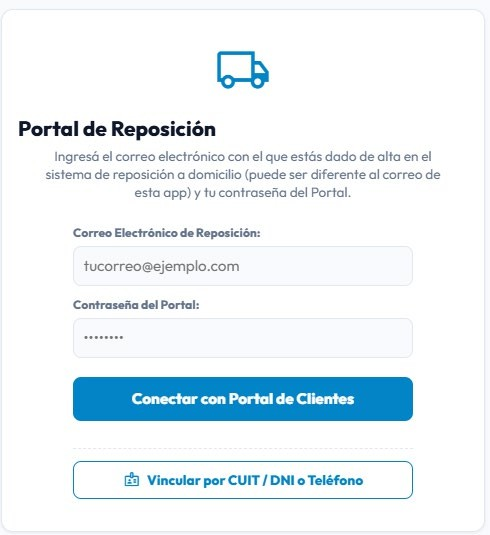 Portal de Reposición
Ingresá el correo electrónico con el que estás dado de alta en el
sistema de reposición a domicilio (puede ser diferente al correo de
esta app) y tu contraseña del Portal.
Correo Electrónico de Reposición:
tucorreo@ejemplo.com
Contraseña del Portal:
••••••••
Conectar con Portal de Clientes
Vincular por CUIT / DNI o Teléfono